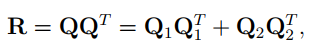 R = QQ^T = Q_1Q_1^T + Q_2Q_2^T,